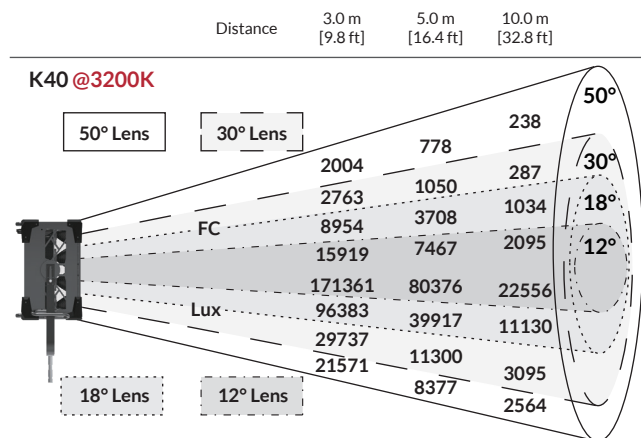 Distance 3.0 m 5.0 m 10.0 m
[9.8 ft] [16.4 ft] [32.8 ft]
K40 @3200K
50°
50° Lens 30° Lens
238
778
2004
30°
287
1050
2763
18°
1034
3708
8954
FC
12°
2095
7467
15919
171361 80376 22556
96383 39917 11130
Lux
29737 11300 3095
21571 8377 2564
18° Lens 12° Lens